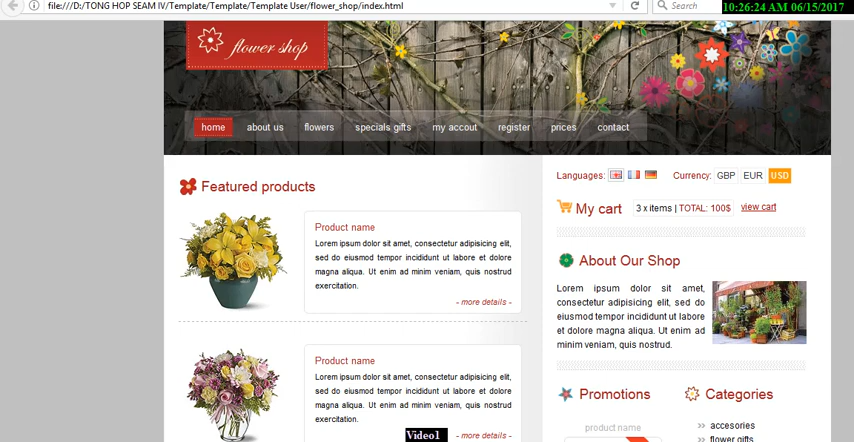 file:///D:/TONG HOP SEAM IV/Template/Template/Template User/flower_shop/index.html
Search
10:26:24 AM 06/15/2017
flower shop
home about us flowers specials gifts my accout register prices contact
Featured products
Product name
Lorem ipsum dolor sit amet, consectetur adipisicing elit,
sed do eiusmod tempor incididunt ut labore et dolore
magna aliqua. Ut enim ad minim veniam, quis nostrud
exercitation.
- more details -
Product name
Lorem ipsum dolor sit amet, consectetur adipisicing elit,
sed do eiusmod tempor incididunt ut labore et dolore
magna aliqua. Ut enim ad minim veniam, quis nostrud
exercitation.
Video1
- more details -
Languages: Currency: GBP EUR USD
My cart 3 x items | TOTAL: 100$ view cart
About Our Shop
Lorem ipsum dolor sit amet,
consectetur adipisicing elit, sed do
eiusmod tempor incididunt ut labore
et dolore magna aliqua. Ut enim ad
minim veniam, quis nostrud.
Promotions
product name
Categories
>> accesories
>> flower gifts